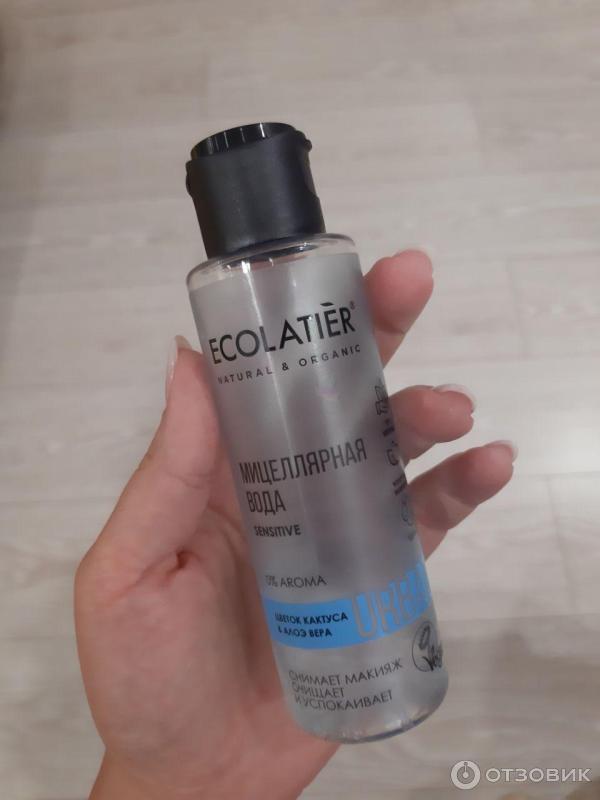 ECOLATIÈR®
NATURAL & ORGANIC
МИЦЕЛЛЯРНАЯ
ВОДА
SENSITIVE
0% AROMA
ЦВЕТОК КАКТУСА
& АЛОЭ ВЕРА
СНИМАЕТ МАКИЯЖ
ОЧИЩАЕТ
И УСПОКАИВАЕТ
ОТЗОВИК